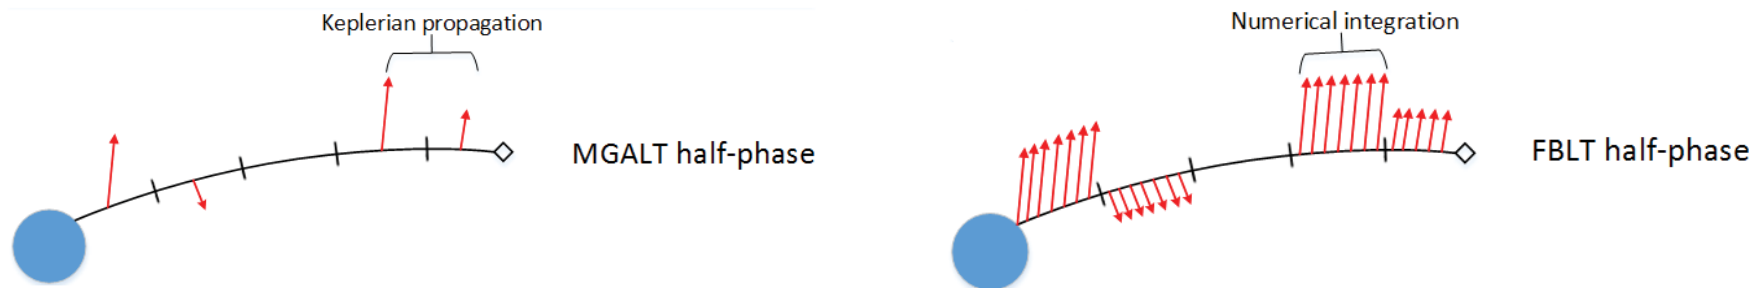 Keplerian propagation
MGALT half-phase
Numerical integration
FBLT half-phase